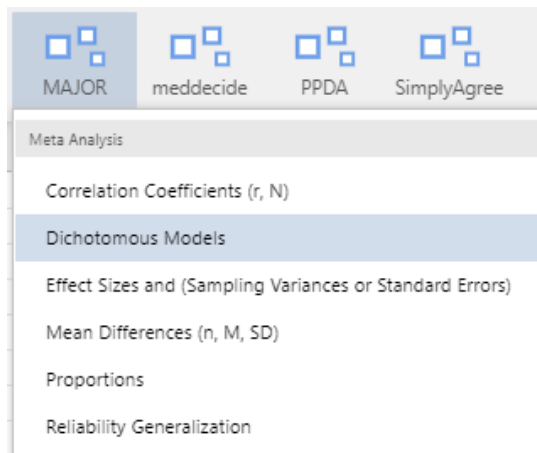 MAJOR meddecide PPDA SimplyAgree
Meta Analysis
Correlation Coefficients (r, N)
Dichotomous Models
Effect Sizes and (Sampling Variances or Standard Errors)
Mean Differences (n, M, SD)
Proportions
Reliability Generalization